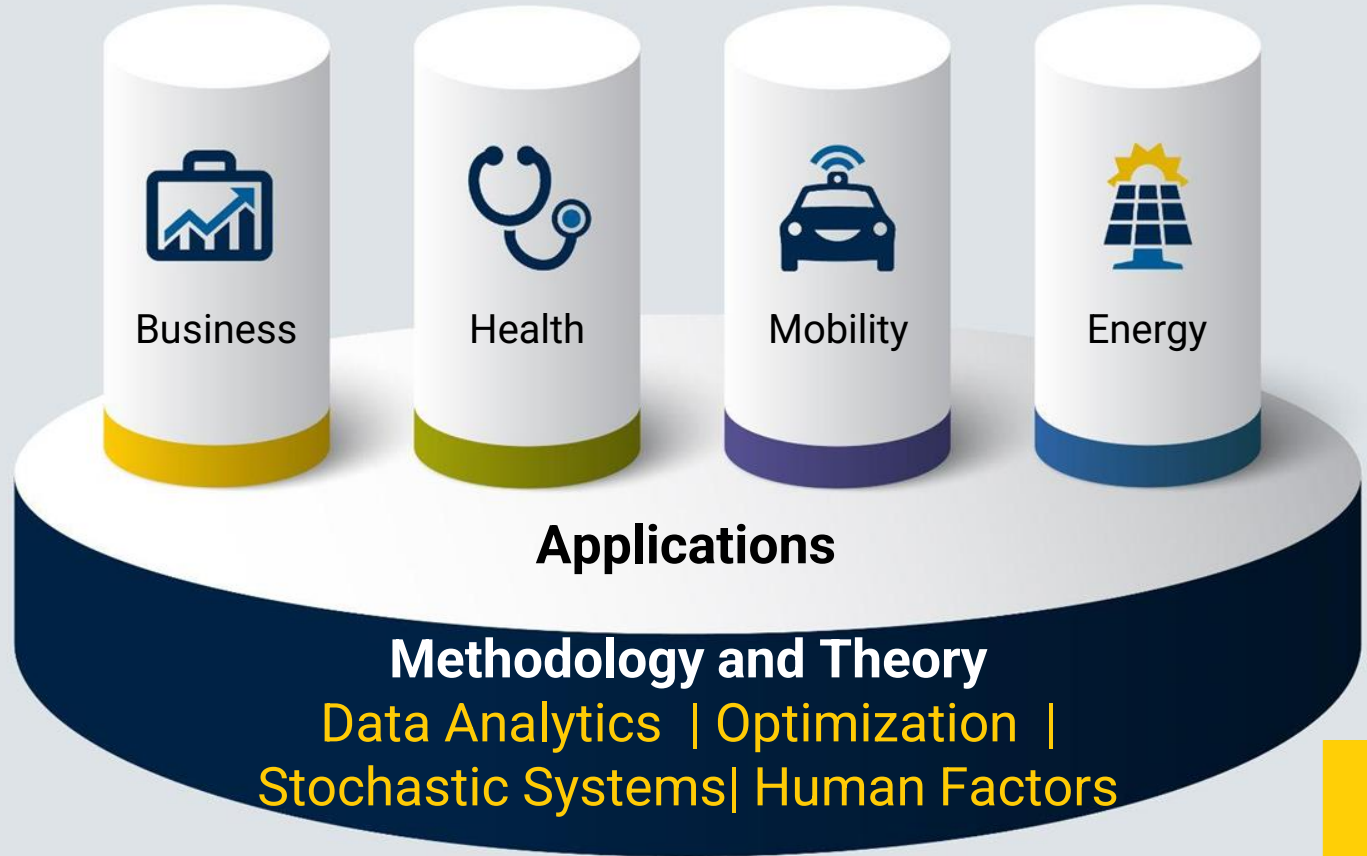 Business
Health
Mobility
Energy
Applications
Methodology and Theory
Data Analytics | Optimization |
Stochastic Systems| Human Factors